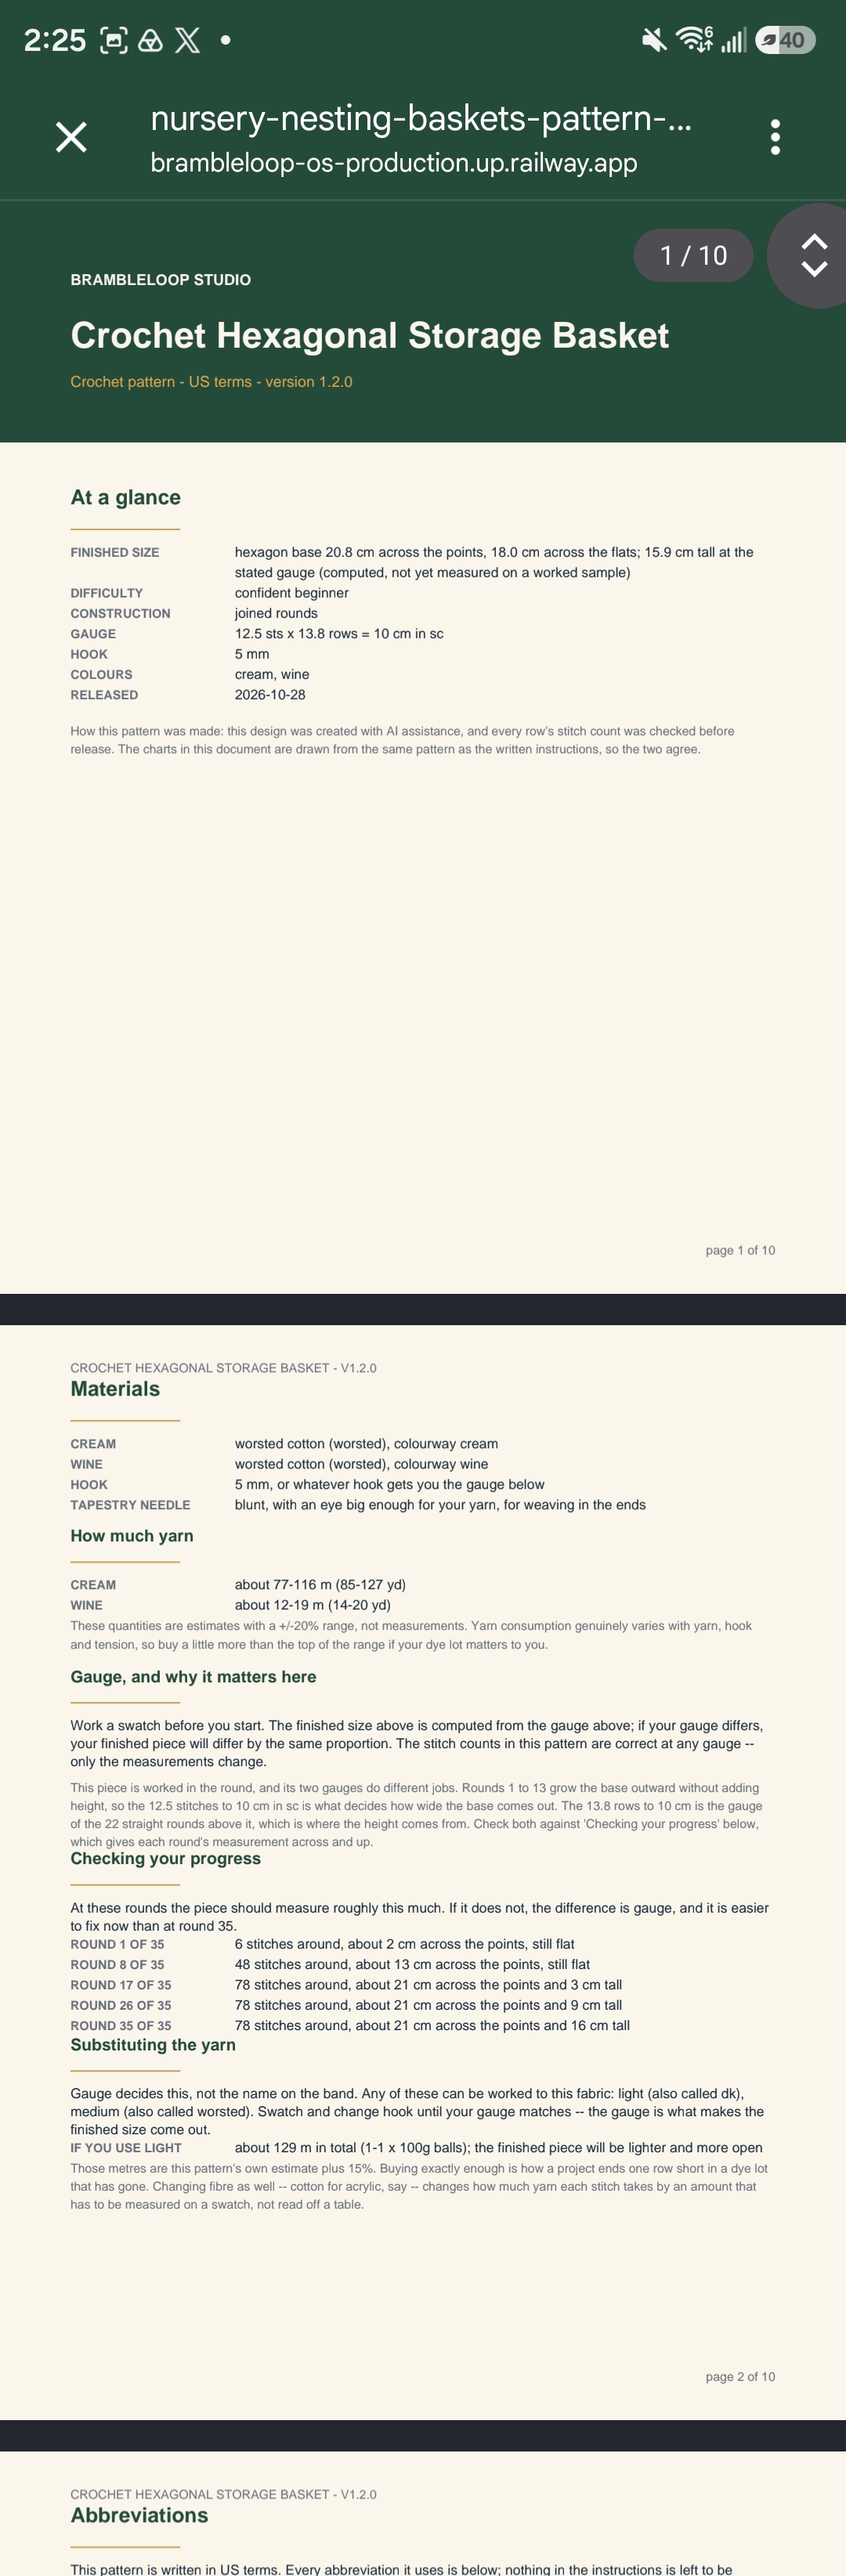 2:25
6
40
nursery-nesting-baskets-pattern-...
brambleloop-os-production.up.railway.app
1 / 10
BRAMBLELOOP STUDIO
Crochet Hexagonal Storage Basket
Crochet pattern - US terms - version 1.2.0
At a glance
FINISHED SIZE hexagon base 20.8 cm across the points, 18.0 cm across the flats; 15.9 cm tall at the
stated gauge (computed, not yet measured on a worked sample)
DIFFICULTY confident beginner
CONSTRUCTION joined rounds
GAUGE 12.5 sts x 13.8 rows = 10 cm in sc
HOOK 5 mm
COLOURS cream, wine
RELEASED 2026-10-28
How this pattern was made: this design was created with AI assistance, and every row's stitch count was checked before
release. The charts in this document are drawn from the same pattern as the written instructions, so the two agree.
page 1 of 10
CROCHET HEXAGONAL STORAGE BASKET - V1.2.0
Materials
CREAM worsted cotton (worsted), colourway cream
WINE worsted cotton (worsted), colourway wine
HOOK 5 mm, or whatever hook gets you the gauge below
TAPESTRY NEEDLE blunt, with an eye big enough for your yarn, for weaving in the ends
How much yarn
CREAM about 77-116 m (85-127 yd)
WINE about 12-19 m (14-20 yd)
These quantities are estimates with a +/-20% range, not measurements. Yarn consumption genuinely varies with yarn, hook
and tension, so buy a little more than the top of the range if your dye lot matters to you.
Gauge, and why it matters here
Work a swatch before you start. The finished size above is computed from the gauge above; if your gauge differs,
your finished piece will differ by the same proportion. The stitch counts in this pattern are correct at any gauge --
only the measurements change.
This piece is worked in the round, and its two gauges do different jobs. Rounds 1 to 13 grow the base outward without adding
height, so the 12.5 stitches to 10 cm in sc is what decides how wide the base comes out. The 13.8 rows to 10 cm is the gauge
of the 22 straight rounds above it, which is where the height comes from. Check both against 'Checking your progress' below,
which gives each round's measurement across and up.
Checking your progress
At these rounds the piece should measure roughly this much. If it does not, the difference is gauge, and it is easier
to fix now than at round 35.
ROUND 1 OF 35 6 stitches around, about 2 cm across the points, still flat
ROUND 8 OF 35 48 stitches around, about 13 cm across the points, still flat
ROUND 17 OF 35 78 stitches around, about 21 cm across the points and 3 cm tall
ROUND 26 OF 35 78 stitches around, about 21 cm across the points and 9 cm tall
ROUND 35 OF 35 78 stitches around, about 21 cm across the points and 16 cm tall
Substituting the yarn
Gauge decides this, not the name on the band. Any of these can be worked to this fabric: light (also called dk),
medium (also called worsted). Swatch and change hook until your gauge matches -- the gauge is what makes the
finished size come out.
IF YOU USE LIGHT about 129 m in total (1-1 x 100g balls); the finished piece will be lighter and more open
Those metres are this pattern's own estimate plus 15%. Buying exactly enough is how a project ends one row short in a dye lot
that has gone. Changing fibre as well -- cotton for acrylic, say -- changes how much yarn each stitch takes by an amount that
has to be measured on a swatch, not read off a table.
page 2 of 10
CROCHET HEXAGONAL STORAGE BASKET - V1.2.0
Abbreviations
This pattern is written in US terms. Every abbreviation it uses is below; nothing in the instructions is left to be